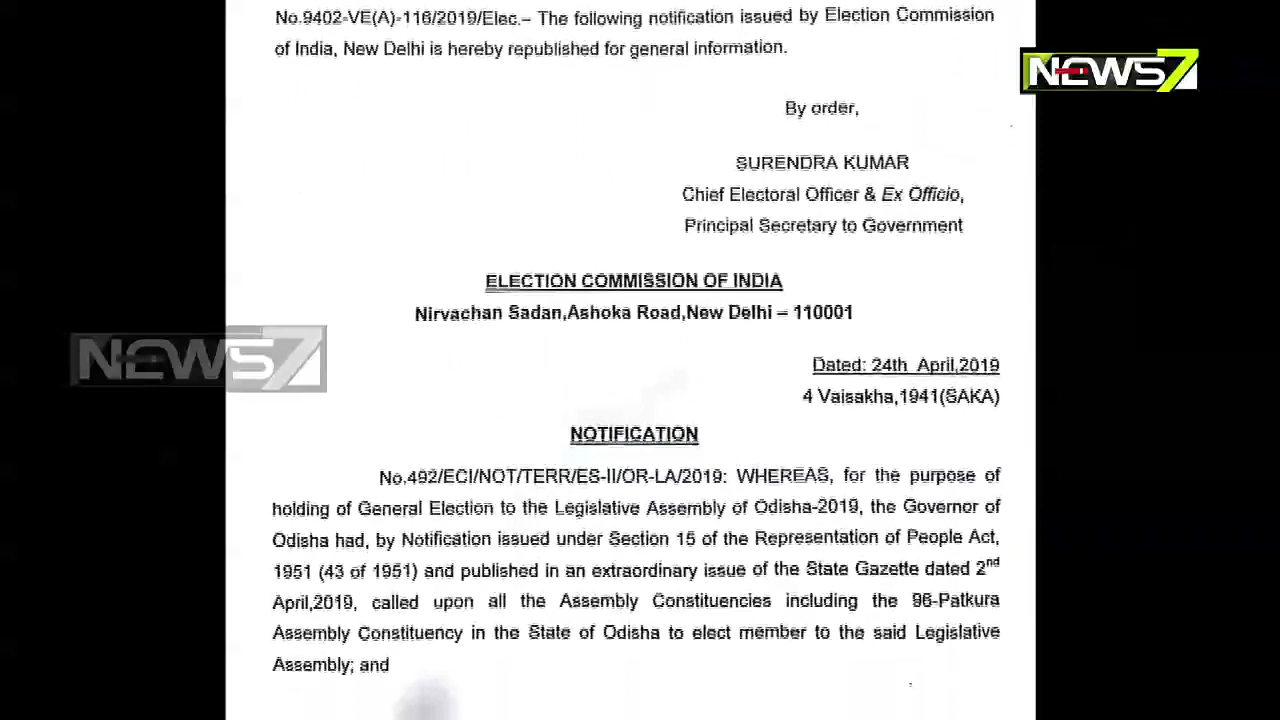 No.9402-VE(A)-116/2019/Elec.– The following notification issued by Election Commission
of India, New Delhi is hereby republished for general information.
NEWS7
By order,
SURENDRA KUMAR
Chief Electoral Officer & Ex Officio,
Principal Secretary to Government
ELECTION COMMISSION OF INDIA
Nirvachan Sadan,Ashoka Road,New Delhi – 110001
NEWS7
Dated: 24th April,2019
4 Vaisakha,1941(SAKA)
NOTIFICATION
No.492/ECI/NOT/TERR/ES-II/OR-LA/2019: WHEREAS, for the purpose of
holding of General Election to the Legislative Assembly of Odisha-2019, the Governor of
Odisha had, by Notification issued under Section 15 of the Representation of People Act,
1951 (43 of 1951) and published in an extraordinary issue of the State Gazette dated 2nd
April,2019, called upon all the Assembly Constituencies including the 96-Patkura
Assembly Constituency in the State of Odisha to elect member to the said Legislative
Assembly; and